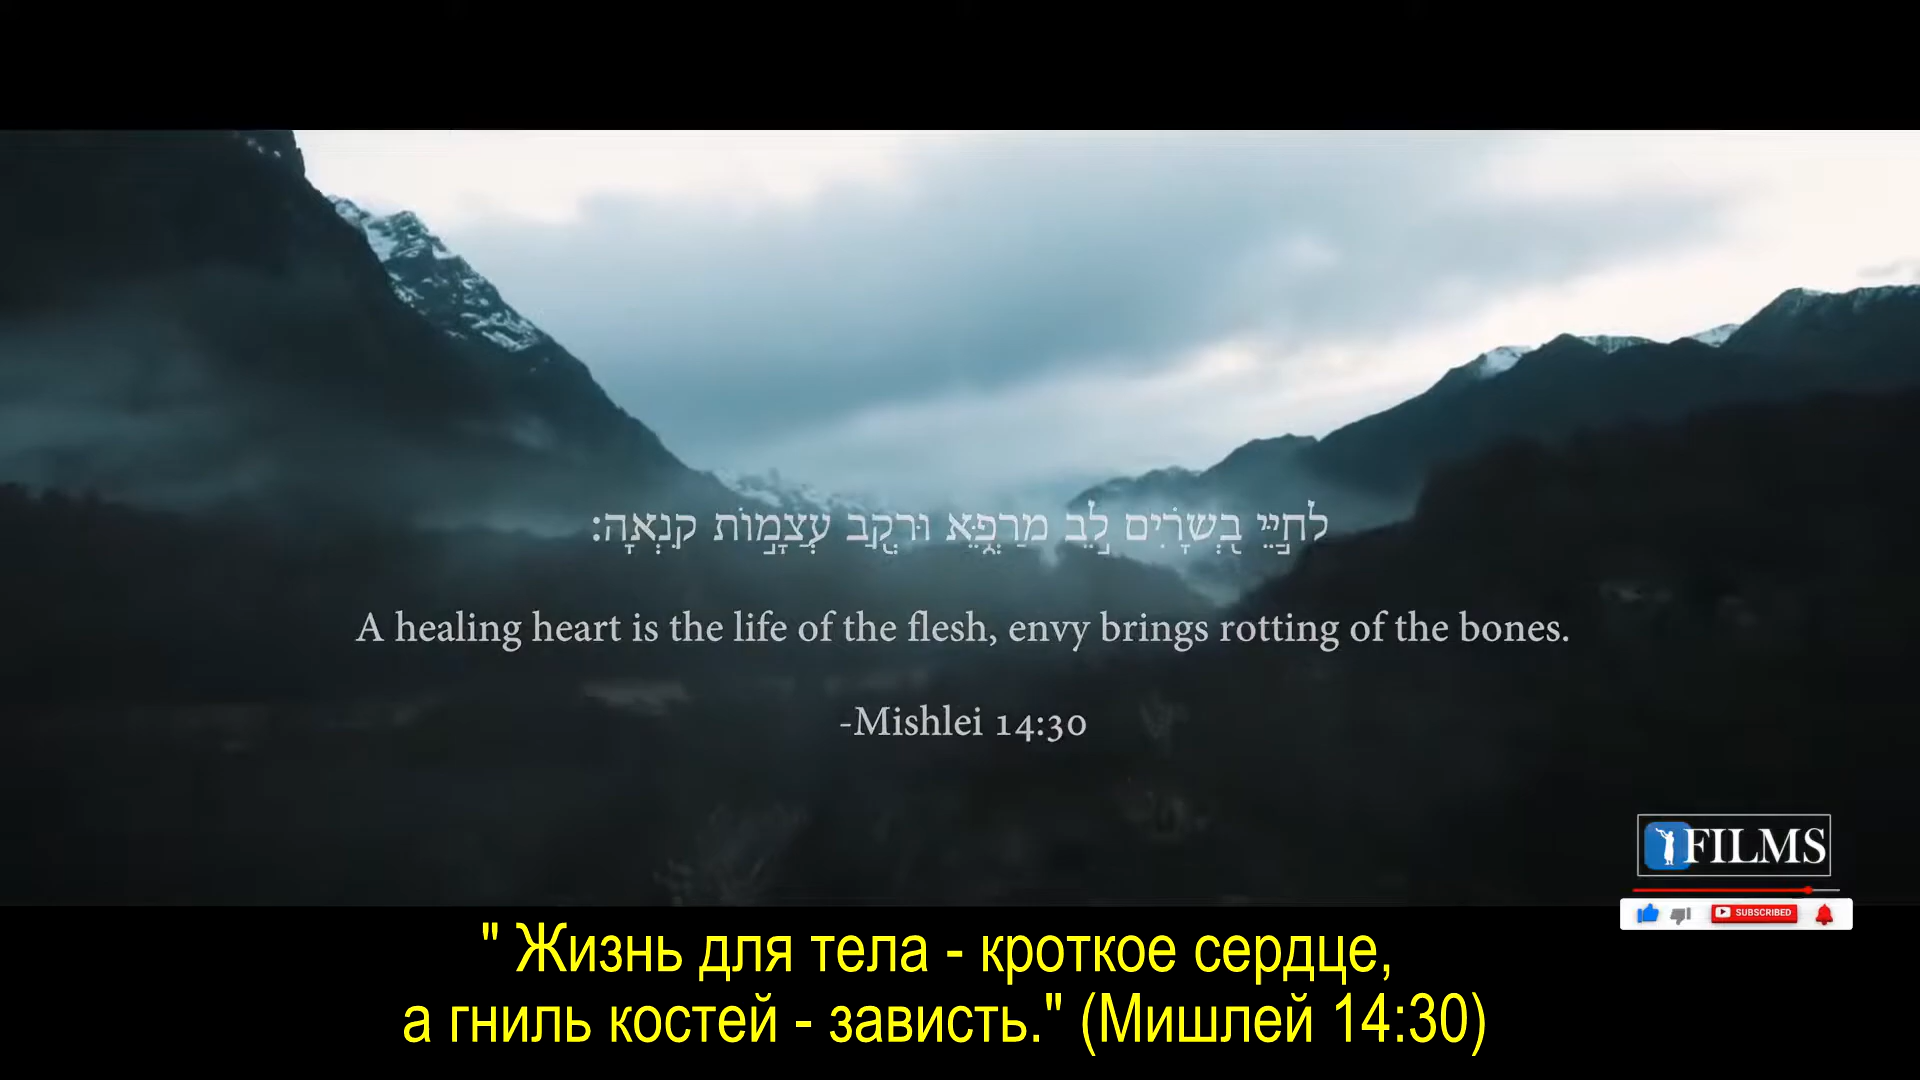 לחַיֵּ֣י בְ֭שָׂרִים לֵ֣ב מַרְפֵּ֑א וּרְקַ֖ב עֲצָמ֣וֹת קִנְאָֽה:
A healing heart is the life of the flesh, envy brings rotting of the bones.
-Mishlei 14:30
FILMS
SUBSCRIBED
" Жизнь для тела - кроткое сердце,
а гниль костей - зависть." (Мишлей 14:30)